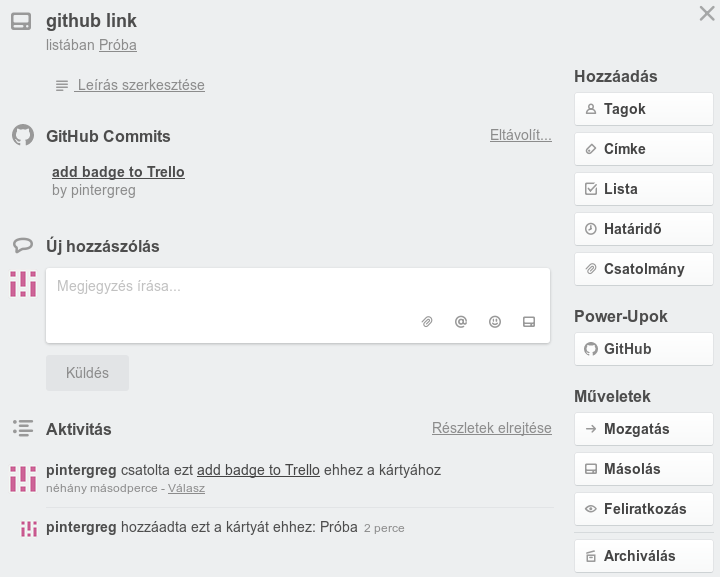 github link
listában Próba
Leírás szerkesztése
GitHub Commits
Eltávolít...
add badge to Trello
by pintergreg
Új hozzászólás
Megjegyzés írása...
Küldés
Aktivitás
Részletek elrejtése
pintergreg csatolta ezt add badge to Trello ehhez a kártyához
néhány másodperce - Válasz
pintergreg hozzáadta ezt a kártyát ehhez: Próba 2 perce
Hozzáadás
Tagok
Címke
Lista
Határidő
Csatolmány
Power-Upok
GitHub
Műveletek
Mozgatás
Másolás
Feliratkozás
Archiválás